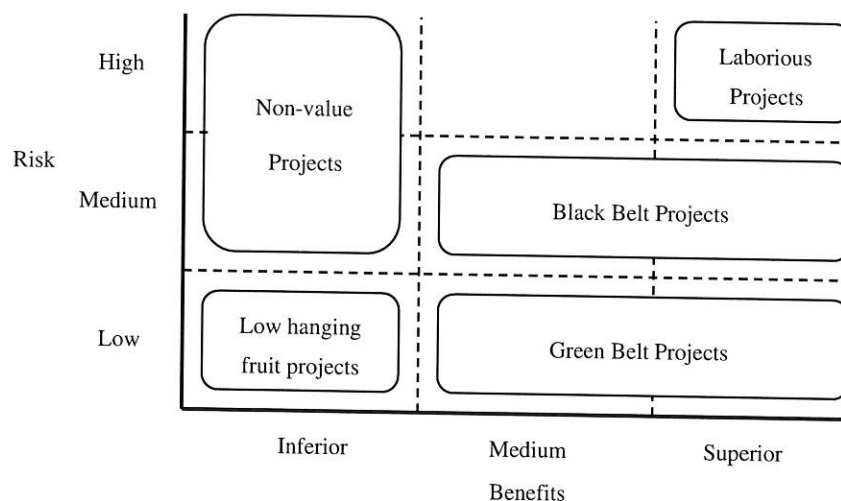 High
Risk
Medium
Low
Non-value
Projects
Laborious
Projects
Black Belt Projects
Low hanging
fruit projects
Green Belt Projects
Inferior
Medium
Superior
Benefits